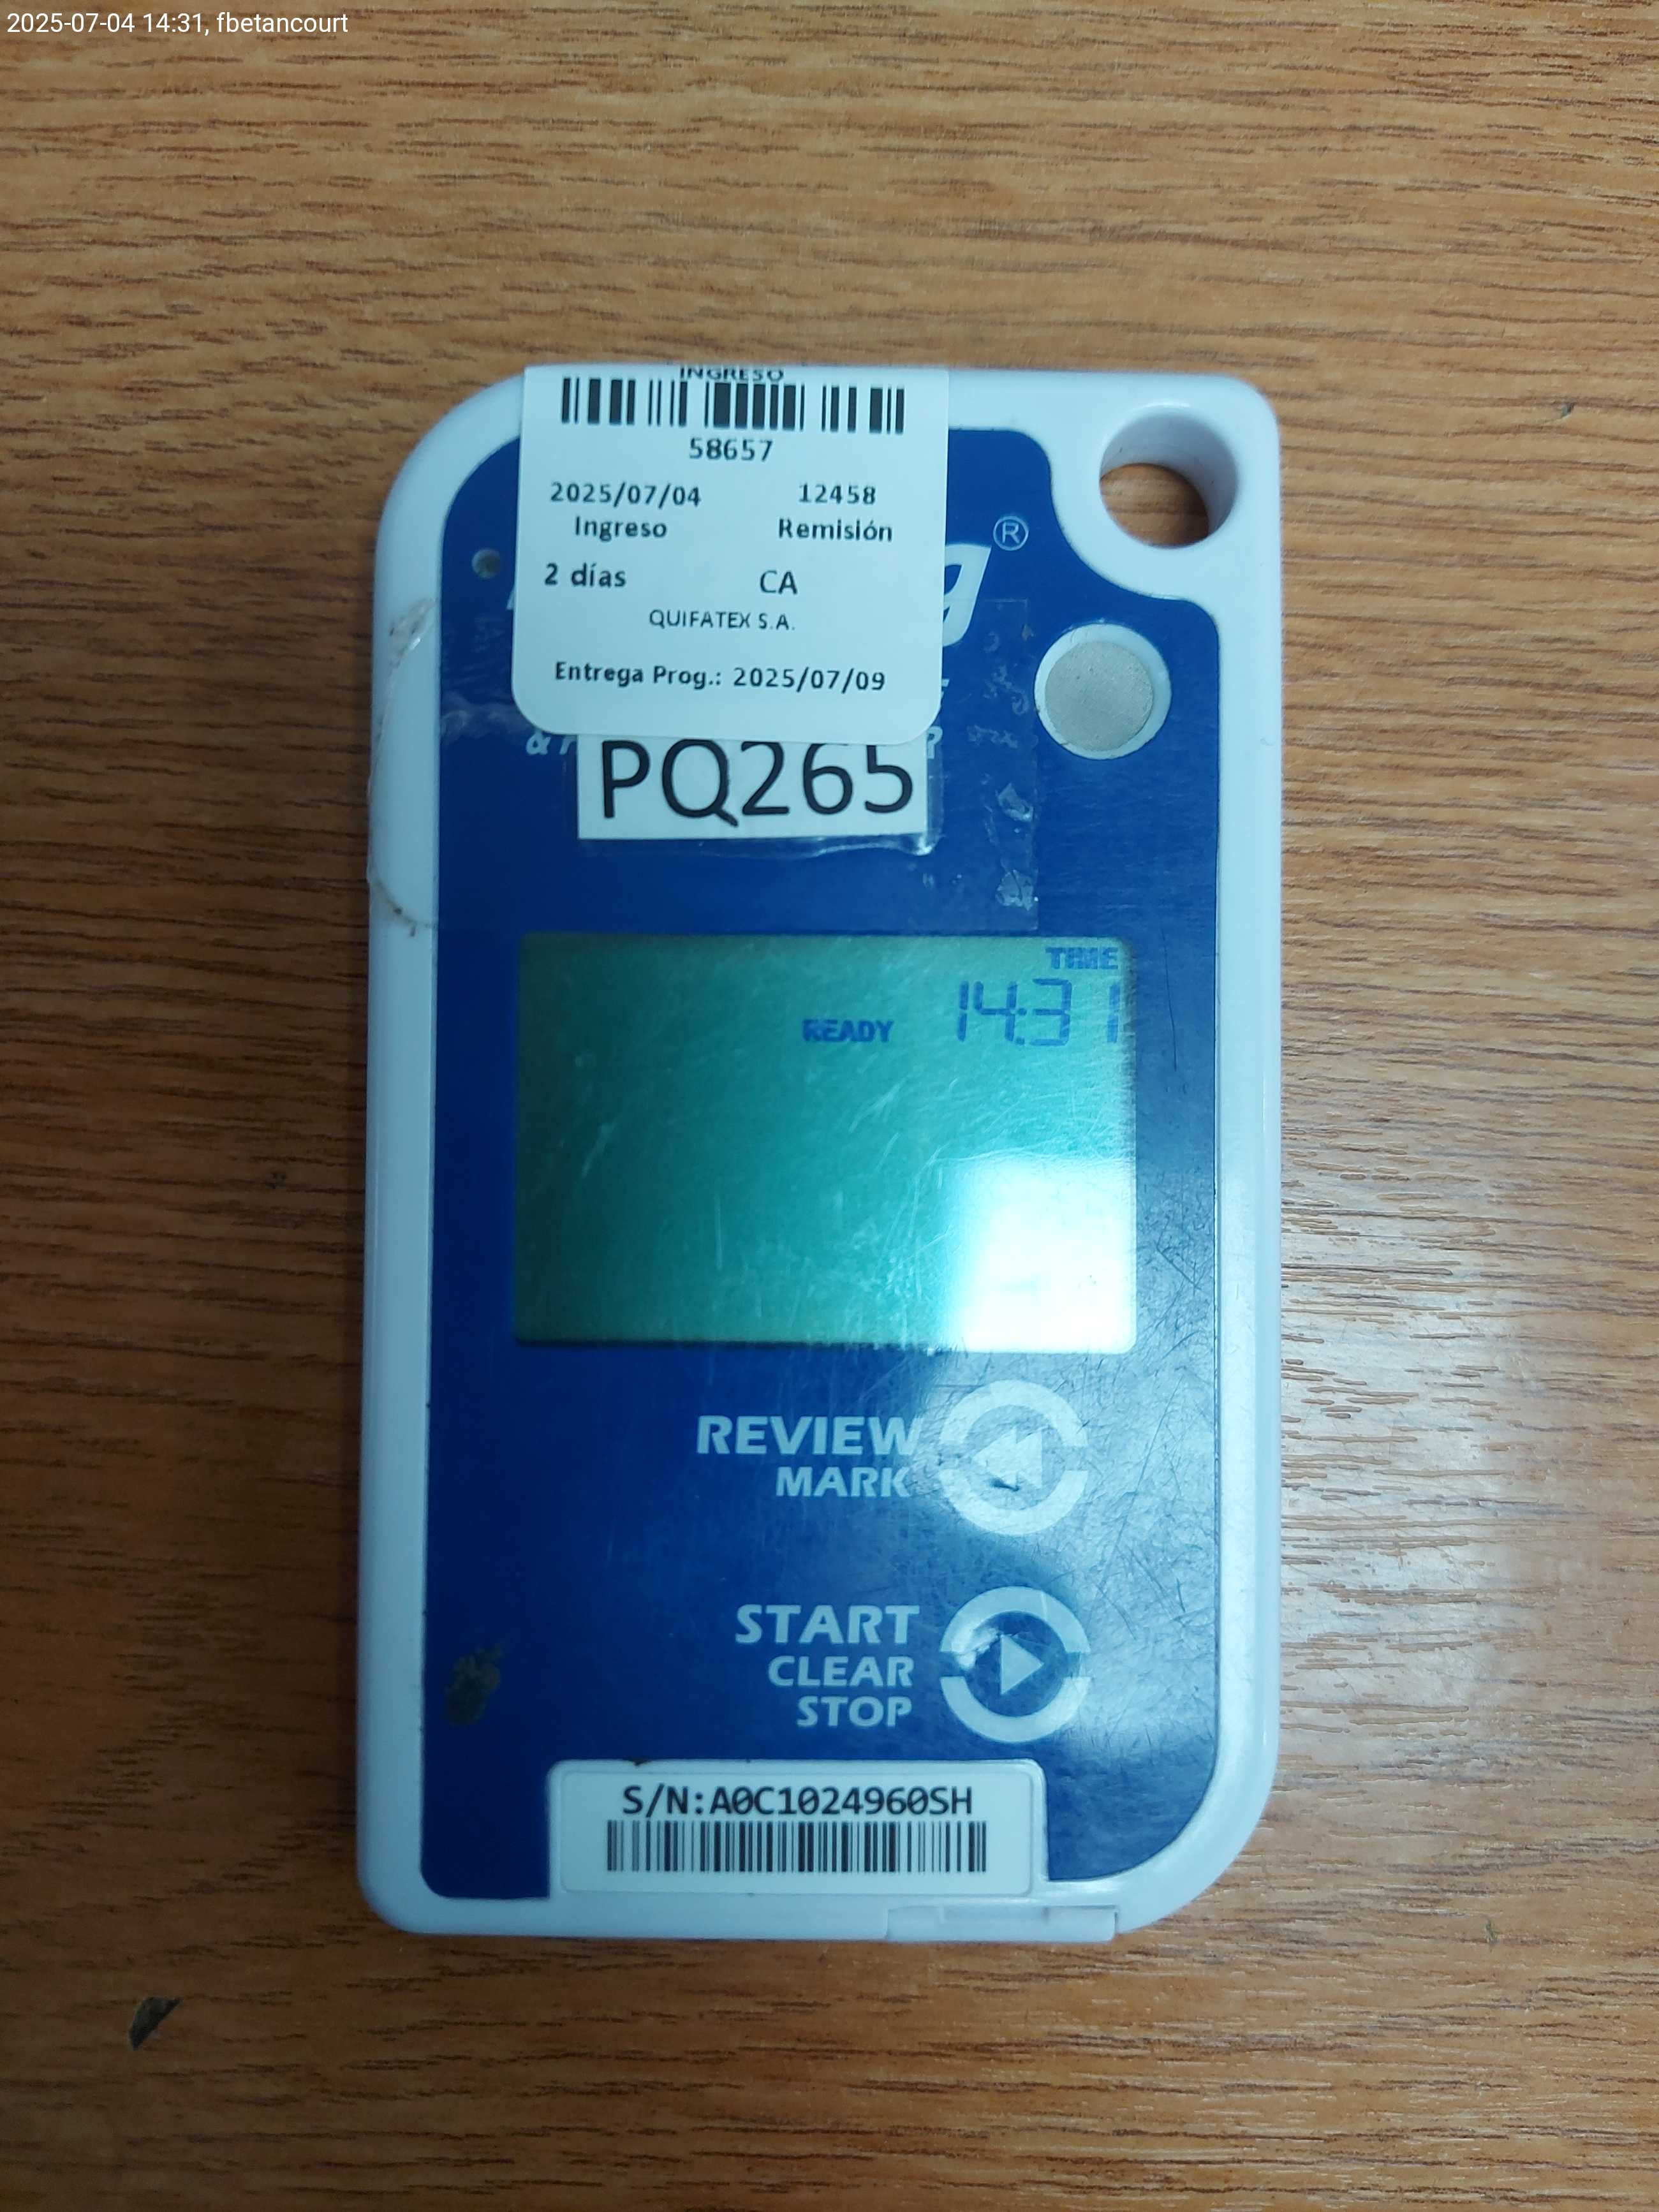 2025-07-04 14:31, fbetancourt
INGRESO
58657
2025/07/04 12458
Ingreso Remisión
2 días CA
QUIFATEX S.A.
Entrega Prog.: 2025/07/09
®
PQ265
TIME
READY 14:31
REVIEW
MARK
START
CLEAR
STOP
S/N:A0C1024960SH